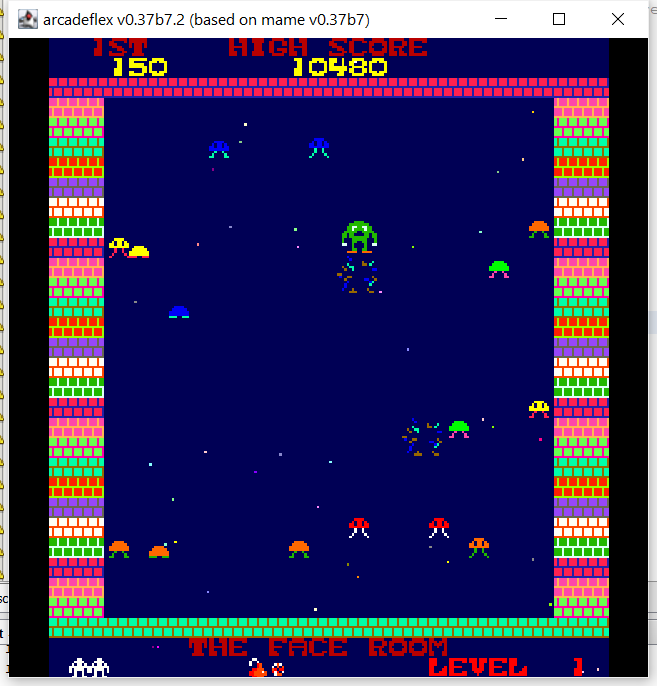 arcadeflex v0.37b7.2 (based on mame v0.37b7)
1ST HIGH SCORE
150 10480
THE FACE ROOM
LEVEL 1